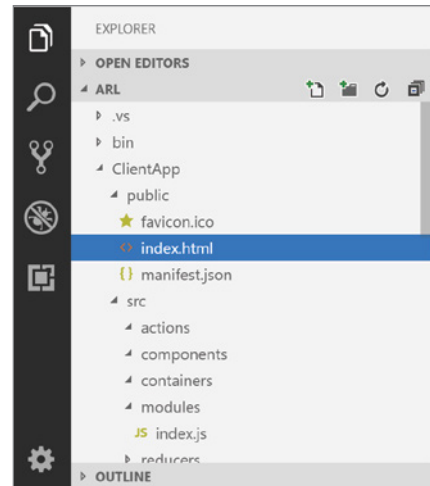 EXPLORER
OPEN EDITORS
ARL
.vs
bin
ClientApp
public
favicon.ico
index.html
{} manifest.json
src
actions
components
containers
modules
JS index.js
reducers
OUTLINE